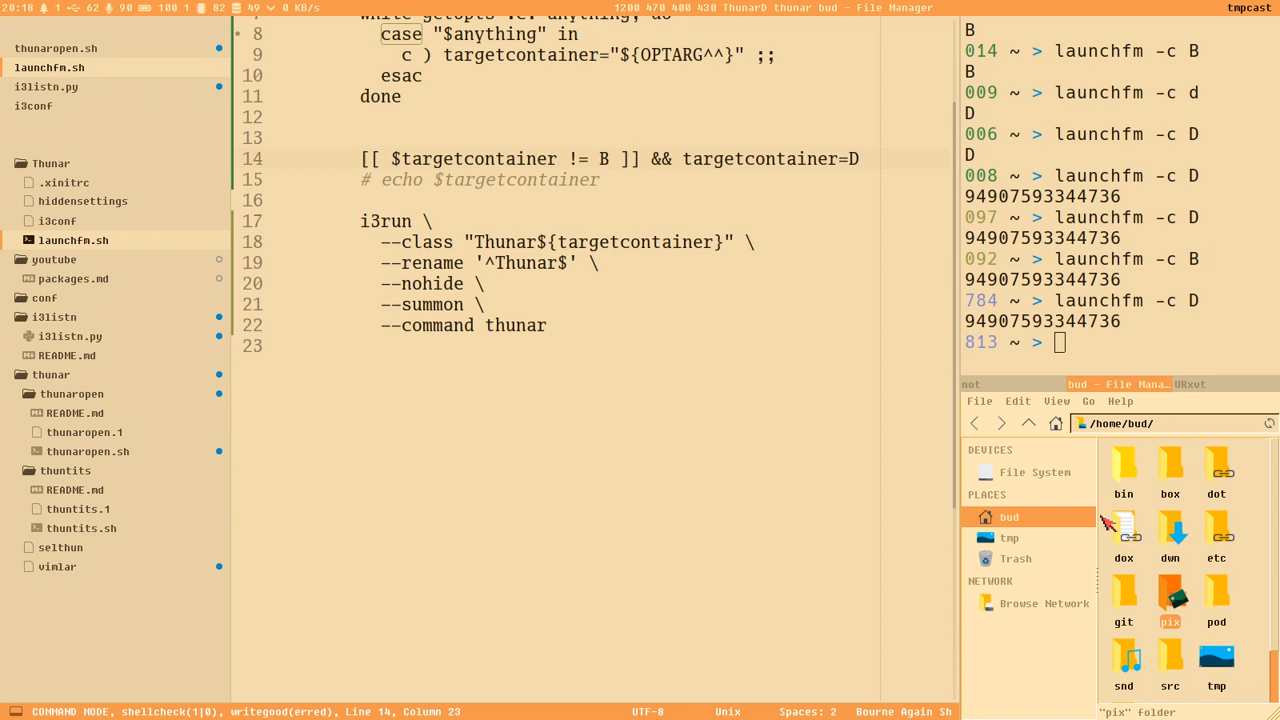 20:18 62 90 100 1 82 49 0 KB/s
1200 470 400 430 ThunarD thunar bud - File Manager
tmpcast
thunaropen.sh
launchfm.sh
i3listn.py
i3conf
Thunar
.xinitrc
hiddensettings
i3conf
launchfm.sh
youtube
packages.md
conf
i3listn
i3listn.py
README.md
thunar
thunaropen
README.md
thunaropen.1
thunaropen.sh
thuntits
README.md
thuntits.1
thuntits.sh
selthun
vimlar
8 case "$anything" in
9 c ) targetcontainer="${OPTARG^^}" ;;
10 esac
11 done
12
13
14 [[ $targetcontainer != B ]] && targetcontainer=D
15 # echo $targetcontainer
16
17 i3run \
18 --class "Thunar${targetcontainer}" \
19 --rename '^Thunar$' \
20 --nohide \
21 --summon \
22 --command thunar
23
B
014 ~ > launchfm -c B
B
009 ~ > launchfm -c d
D
006 ~ > launchfm -c D
D
008 ~ > launchfm -c D
94907593344736
097 ~ > launchfm -c D
94907593344736
092 ~ > launchfm -c B
94907593344736
784 ~ > launchfm -c D
94907593344736
813 ~ >
not
bud - File Mana…
URxvt
File Edit View Go Help
/home/bud/
DEVICES
File System
PLACES
bud
tmp
Trash
NETWORK
Browse Network
bin box dot
dox dwn etc
git pix pod
snd src tmp
"pix" folder
COMMAND MODE, shellcheck(1|0), writegood(erred), Line 14, Column 23
UTF-8
Unix
Spaces: 2
Bourne Again Sh